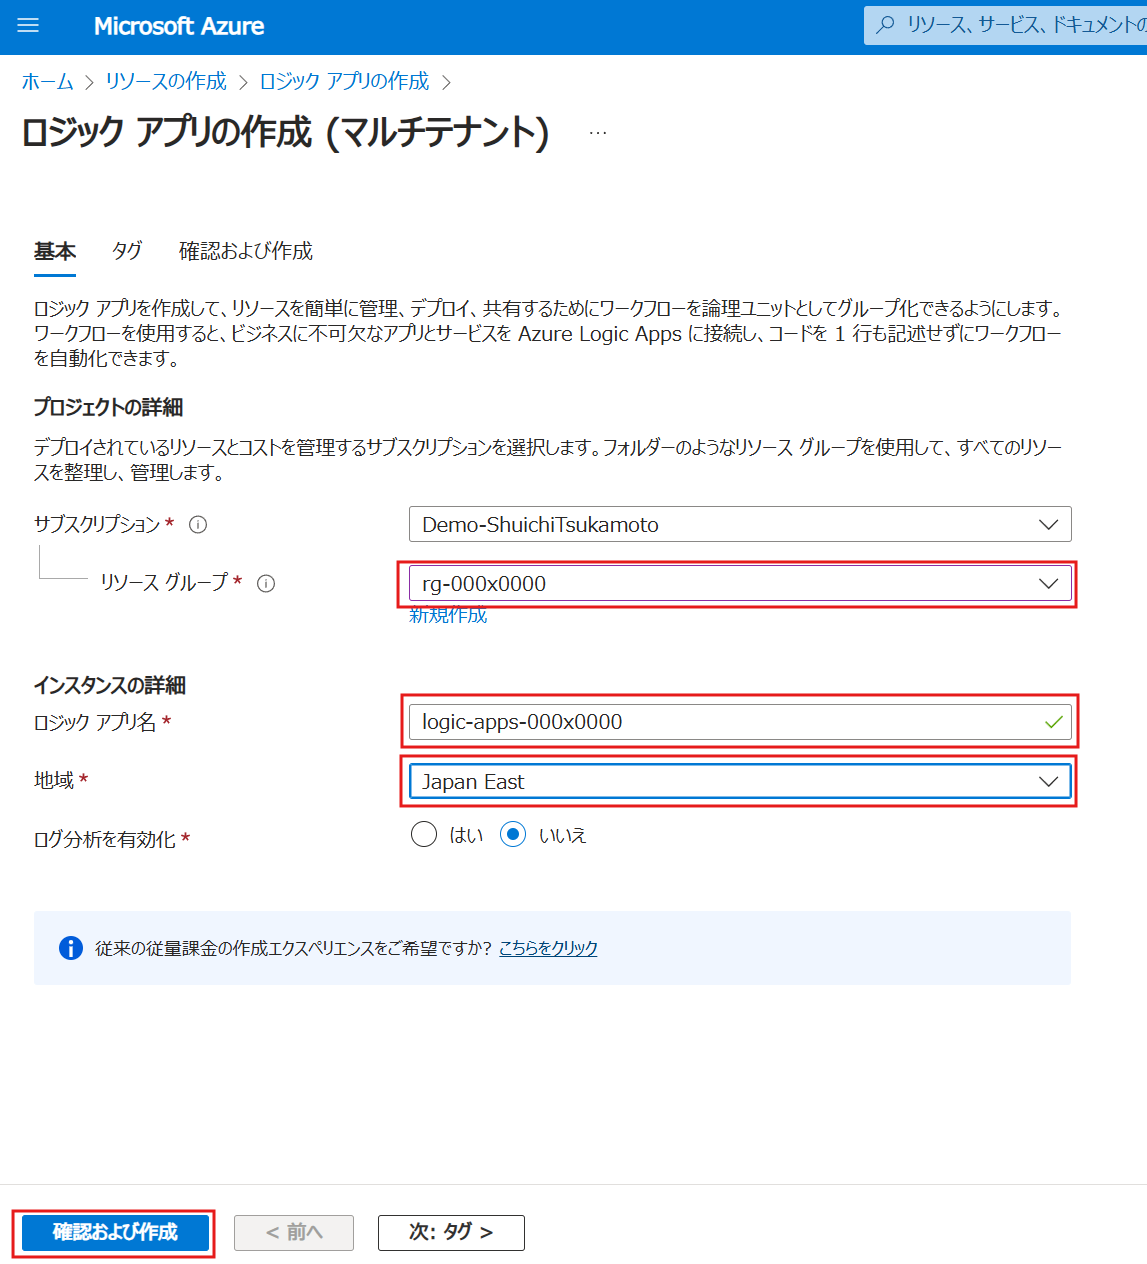 Microsoft Azure
リソース、サービス、ドキュメントの
ホーム > リソースの作成 > ロジック アプリの作成 >
ロジック アプリの作成 (マルチテナント) ...
基本 タグ 確認および作成
ロジック アプリを作成して、リソースを簡単に管理、デプロイ、共有するためにワークフローを論理ユニットとしてグループ化できるようにします。
ワークフローを使用すると、ビジネスに不可欠なアプリとサービスを Azure Logic Apps に接続し、コードを 1 行も記述せずにワークフロー
を自動化できます。
プロジェクトの詳細
デプロイされているリソースとコストを管理するサブスクリプションを選択します。フォルダーのようなリソース グループを使用して、すべてのリソー
スを整理し、管理します。
サブスクリプション *
Demo-ShuichiTsukamoto
リソース グループ *
rg-000x0000
新規作成
インスタンスの詳細
ロジック アプリ名 *
logic-apps-000x0000
地域 *
Japan East
ログ分析を有効化 *
はい いいえ
従来の従量課金の作成エクスペリエンスをご希望ですか? こちらをクリック
確認および作成 < 前へ 次: タグ >